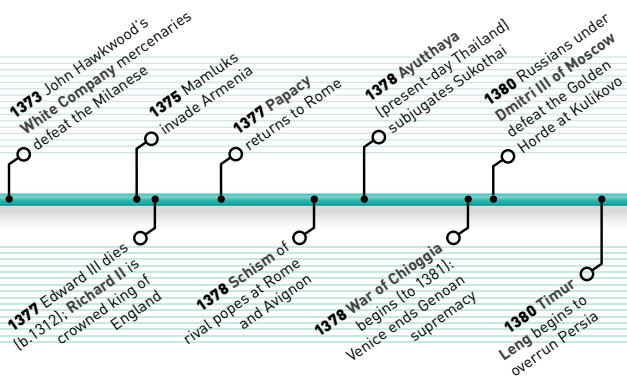 1373 John Hawkwood's
White Company mercenaries
defeat the Milanese
1375 Mamluks
invade Armenia
1377 Papacy
returns to Rome
1378 Ayutthaya
[present-day Thailand]
subjugates Sukothai
1380 Russians under
Dmitri III of Moscow
defeat the Golden
Horde at Kulikovo
1377 Edward III dies
[b.1312]; Richard II is
crowned king of
England
1378 Schism of
rival popes at Rome
and Avignon
1378 War of Chioggia
begins [to 1381];
Venice ends Genoan
supremacy
1380 Timur
Leng begins to
overrun Persia